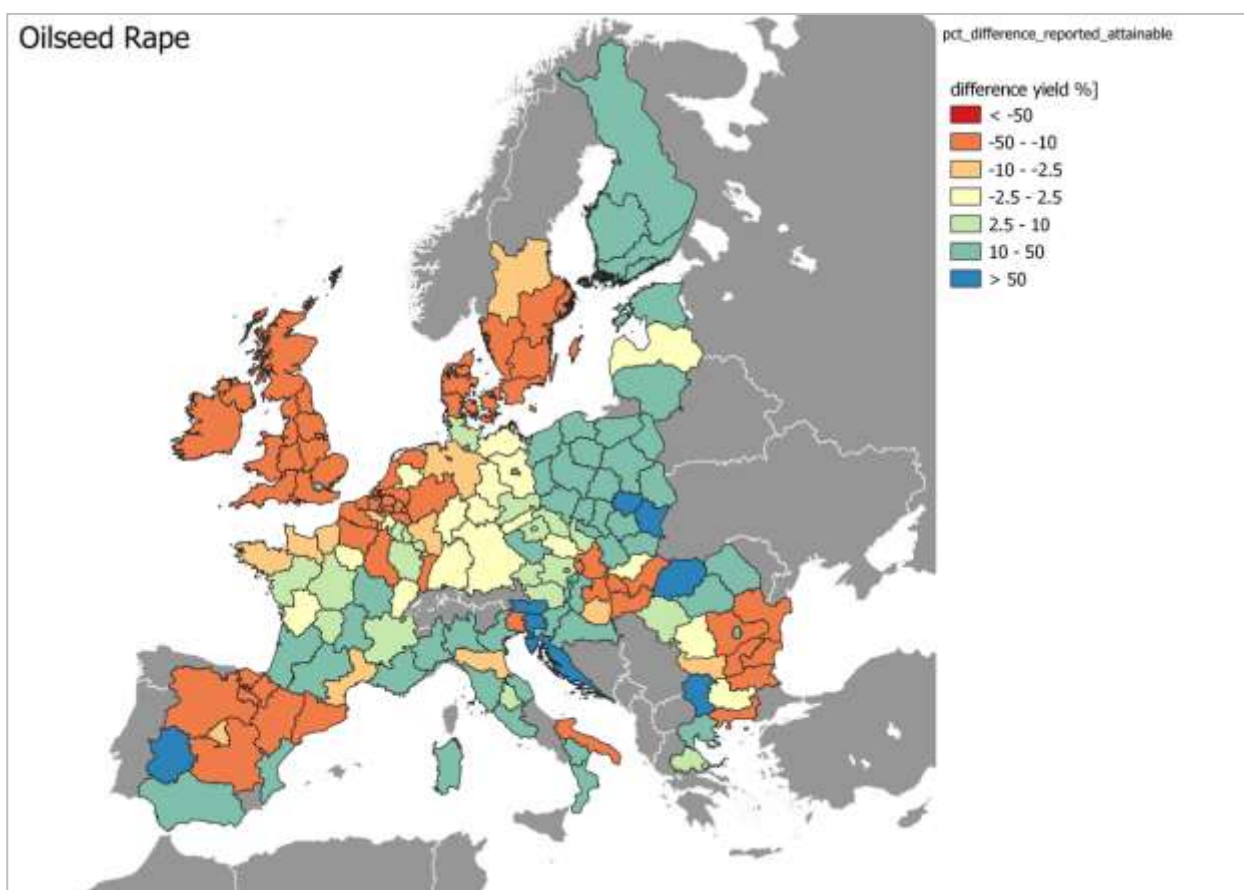 Oilseed Rape
pct_difference_reported_attainable
difference yield %]
< -50
-50 - -10
-10 - -2.5
-2.5 - 2.5
2.5 - 10
10 - 50
> 50